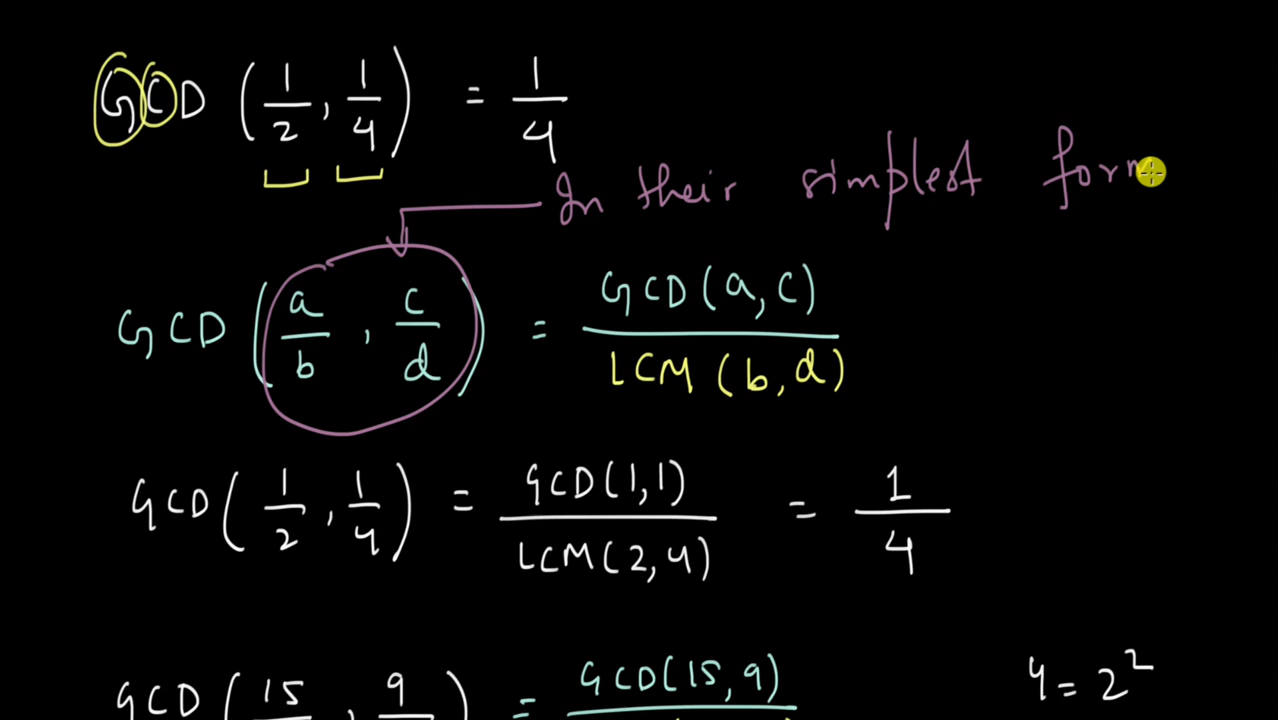 GCD (1/2, 1/4) = 1/4
In their simplest form
GCD (a/b, c/d) = GCD(a,c) / LCM(b,d)
GCD (1/2, 1/4) = GCD(1,1) / LCM(2,4) = 1/4
GCD (15, 9) = GCD(15,9)
4 = 2²